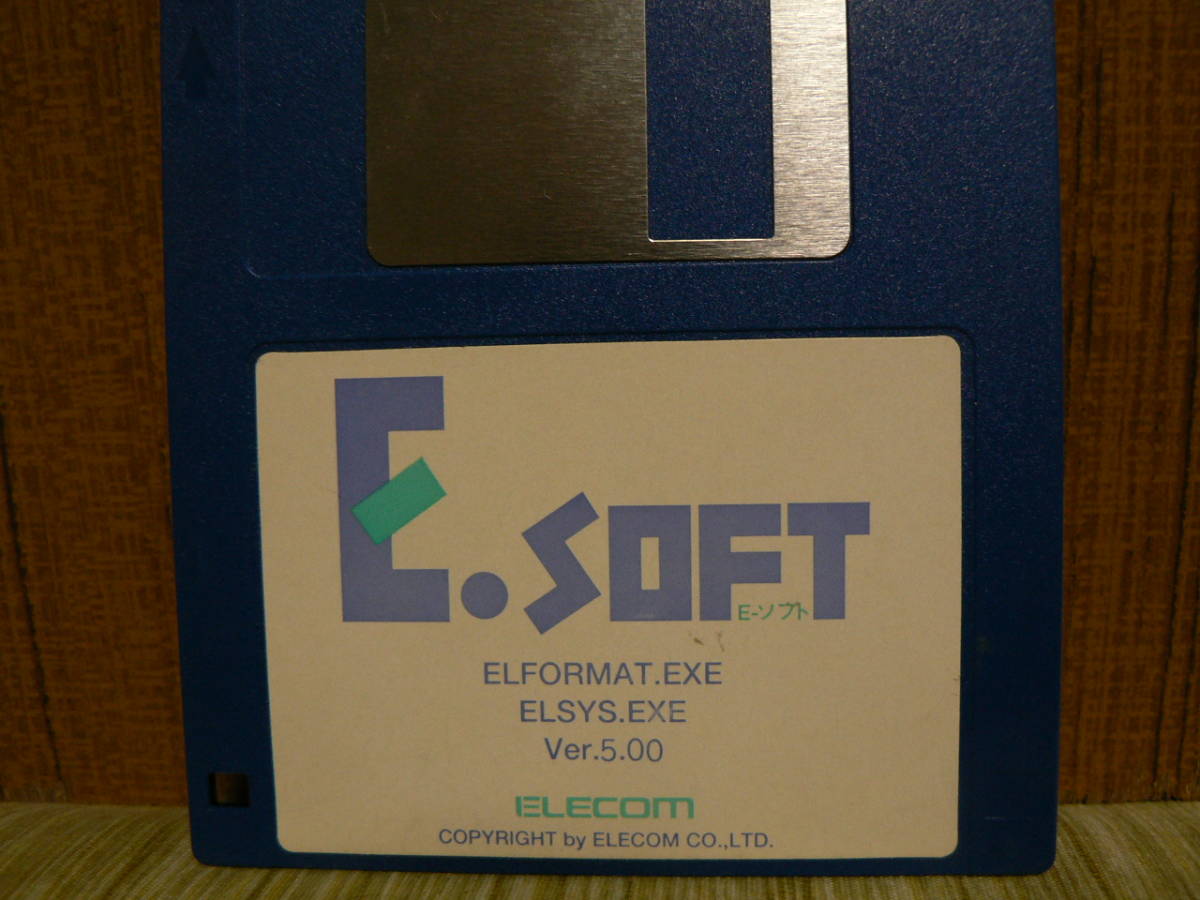 E.SOFT
E-ソフト
ELFORMAT.EXE
ELSYS.EXE
Ver.5.00
ELECOM
COPYRIGHT by ELECOM CO.,LTD.